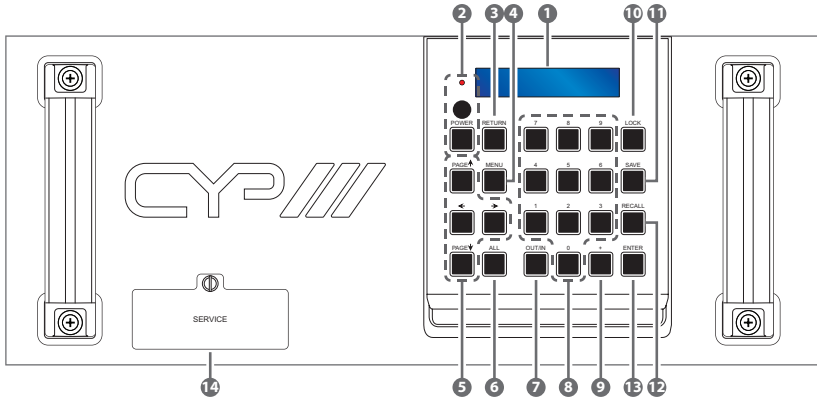 2 3 4 1 10 11
POWER RETURN 7 8 9 LOCK
PAGE MENU 4 5 6 SAVE
1 2 3 RECALL
PAGE ALL OUT/IN 0 + ENTER
CYP
SERVICE
14 5 6 7 8 9 13 12